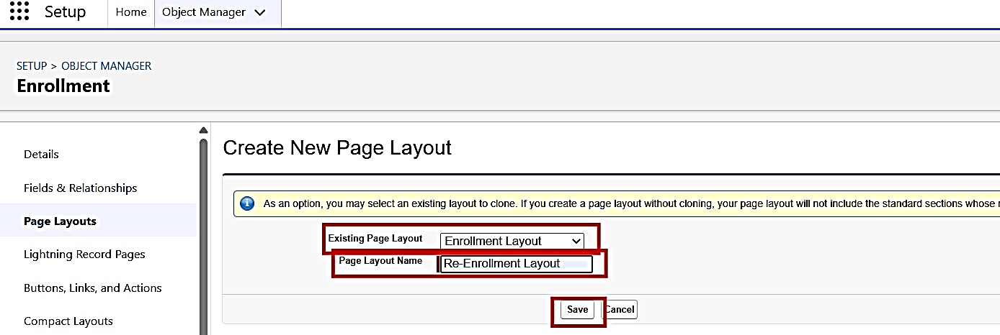 Setup Home Object Manager
SETUP > OBJECT MANAGER
Enrollment
Details
Fields & Relationships
Page Layouts
Lightning Record Pages
Buttons, Links, and Actions
Compact Layouts
Create New Page Layout
As an option, you may select an existing layout to clone. If you create a page layout without cloning, your page layout will not include the standard sections whose
Existing Page Layout Enrollment Layout
Page Layout Name Re-Enrollment Layout
Save Cancel